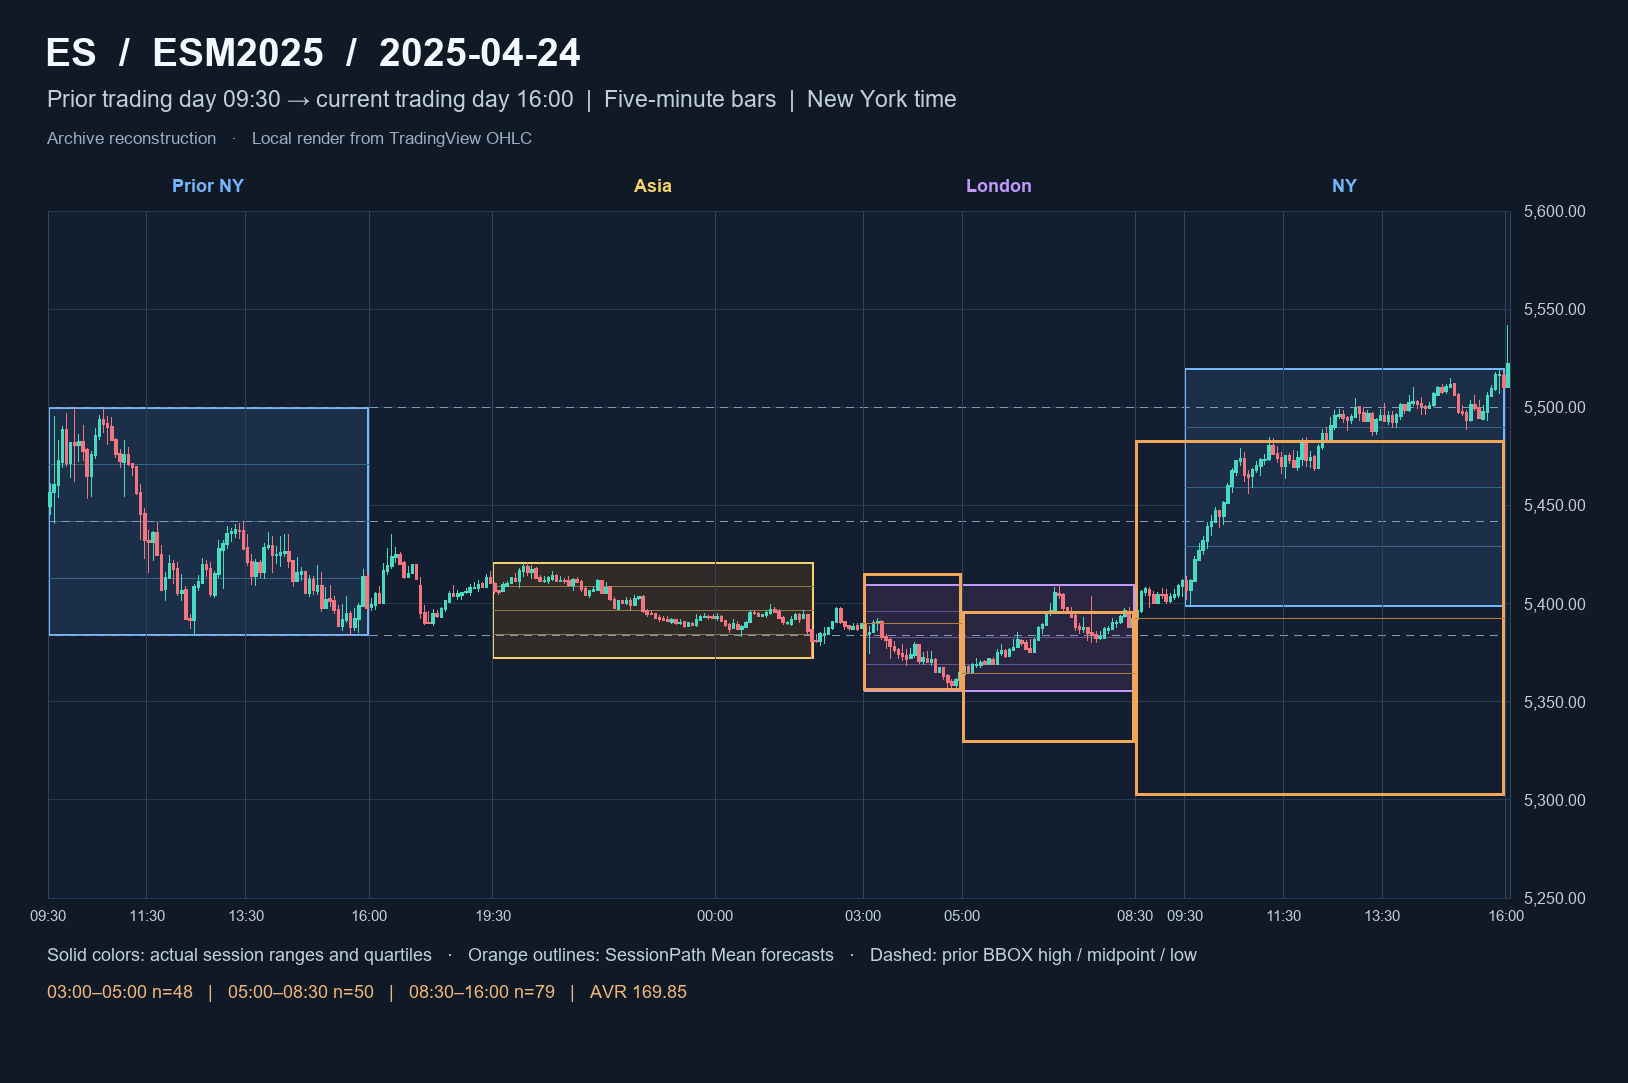 ES / ESM2025 / 2025-04-24
Prior trading day 09:30 → current trading day 16:00 | Five-minute bars | New York time
Archive reconstruction · Local render from TradingView OHLC
Prior NY Asia London NY
5,600.00
5,550.00
5,500.00
5,450.00
5,400.00
5,350.00
5,300.00
5,250.00
09:30 11:30 13:30 16:00 19:30 00:00 03:00 05:00 08:30 09:30 11:30 13:30 16:00
Solid colors: actual session ranges and quartiles · Orange outlines: SessionPath Mean forecasts · Dashed: prior BBOX high / midpoint / low
03:00–05:00 n=48 | 05:00–08:30 n=50 | 08:30–16:00 n=79 | AVR 169.85